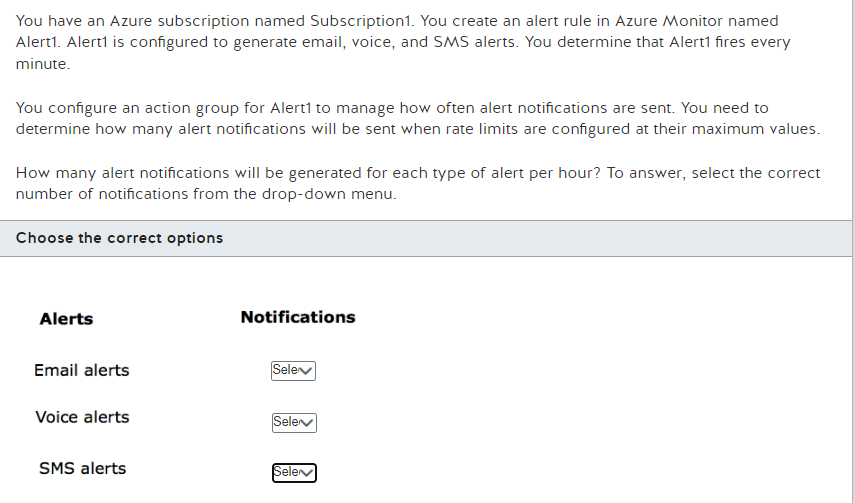 You have an Azure subscription named Subscription1. You create an alert rule in Azure Monitor named
Alert1. Alert1 is configured to generate email, voice, and SMS alerts. You determine that Alert1 fires every
minute.
You configure an action group for Alert1 to manage how often alert notifications are sent. You need to
determine how many alert notifications will be sent when rate limits are configured at their maximum values.
How many alert notifications will be generated for each type of alert per hour? To answer, select the correct
number of notifications from the drop-down menu.
Choose the correct options
Alerts Notifications
Email alerts Sele
Voice alerts Sele
SMS alerts Sele